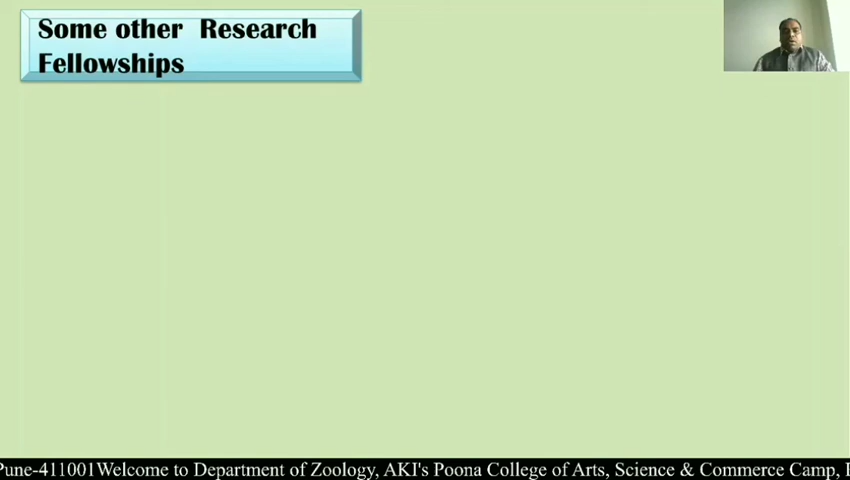 Some other Research
Fellowships
Pune-411001Welcome to Department of Zoology, AKI's Poona College of Arts, Science & Commerce Camp,